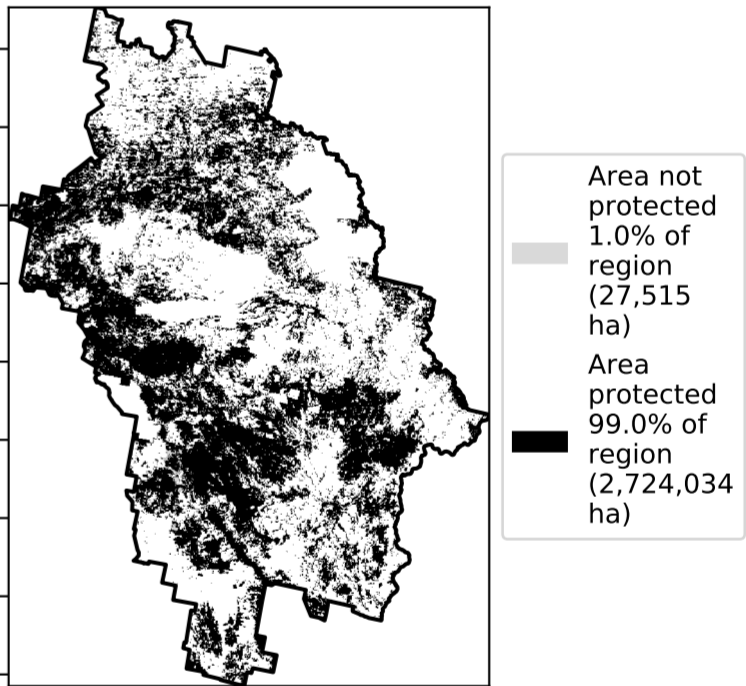 Area not
protected
1.0% of
region
(27,515
ha)
Area
protected
99.0% of
region
(2,724,034
ha)